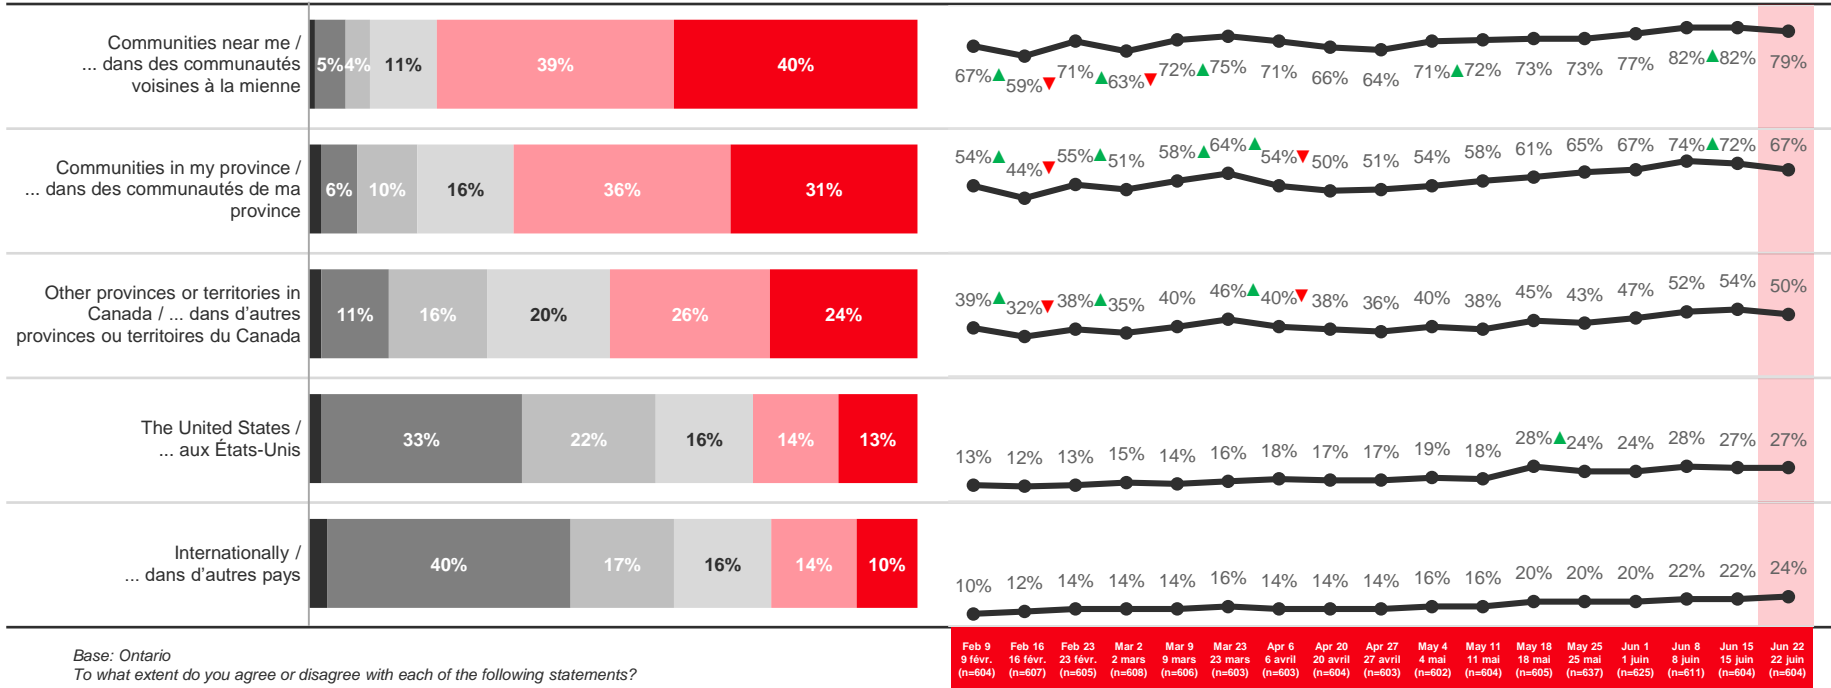 Communities near me /
... dans des communautés
voisines à la mienne
5% 4% 11% 39% 40%
67% ▲ 59% ▼ 71% ▲ 63% ▼ 72% ▲ 75% 71% 66% 64% 71% ▲ 72% 73% 73% 77% 82% ▲ 82% 79%
Communities in my province /
... dans des communautés de ma
province
6% 10% 16% 36% 31%
54% ▲ 44% ▼ 55% ▲ 51% 58% ▲ 64% ▲ 54% ▼ 50% 51% 54% 58% 61% 65% 67% 74% ▲ 72% 67%
Other provinces or territories in
Canada / ... dans d'autres
provinces ou territoires du Canada
11% 16% 20% 26% 24%
39% ▲ 32% ▼ 38% ▲ 35% 40% 46% ▲ 40% ▼ 38% 36% 40% 38% 45% 43% 47% 52% 54% 50%
The United States /
... aux États-Unis
33% 22% 16% 14% 13%
13% 12% 13% 15% 14% 16% 18% 17% 17% 19% 18% 28% ▲ 24% 24% 28% 27% 27%
Internationally /
... dans d'autres pays
40% 17% 16% 14% 10%
10% 12% 14% 14% 14% 16% 14% 14% 14% 16% 16% 20% 20% 20% 22% 22% 24%
Feb 9 Feb 16 Feb 23 Mar 2 Mar 9 Mar 23 Apr 6 Apr 20 Apr 27 May 4 May 11 May 18 May 25 Jun 1 Jun 8 Jun 15 Jun 22
9 févr. 16 févr. 23 févr. 2 mars 9 mars 23 mars 6 avril 20 avril 27 avril 4 mai 11 mai 18 mai 25 mai 1 juin 8 juin 15 juin 22 juin
(n=604) (n=607) (n=605) (n=608) (n=606) (n=603) (n=603) (n=604) (n=603) (n=602) (n=604) (n=605) (n=637) (n=625) (n=611) (n=604) (n=604)
Base: Ontario
To what extent do you agree or disagree with each of the following statements?